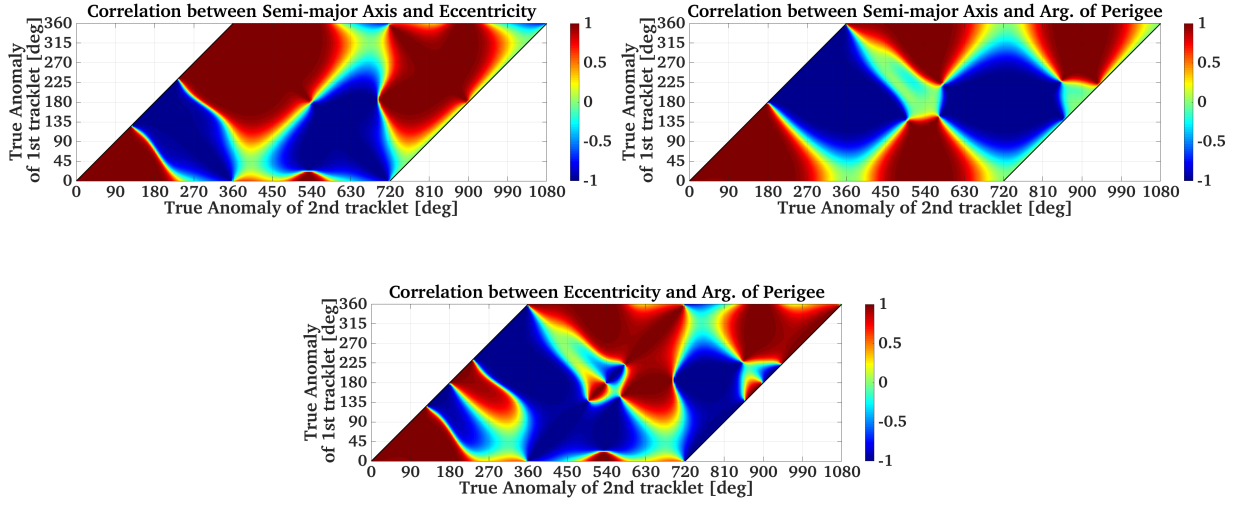 Correlation between Semi-major Axis and Eccentricity
True Anomaly
of 1st tracklet [deg]
360
315
270
225
180
135
90
45
0
0 90 180 270 360 450 540 630 720 810 900 990 1080
True Anomaly of 2nd tracklet [deg]
1
0.5
0
-0.5
-1
Correlation between Semi-major Axis and Arg. of Perigee
True Anomaly
of 1st tracklet [deg]
360
315
270
225
180
135
90
45
0
0 90 180 270 360 450 540 630 720 810 900 990 1080
True Anomaly of 2nd tracklet [deg]
1
0.5
0
-0.5
-1
Correlation between Eccentricity and Arg. of Perigee
True Anomaly
of 1st tracklet [deg]
360
315
270
225
180
135
90
45
0
0 90 180 270 360 450 540 630 720 810 900 990 1080
True Anomaly of 2nd tracklet [deg]
1
0.5
0
-0.5
-1